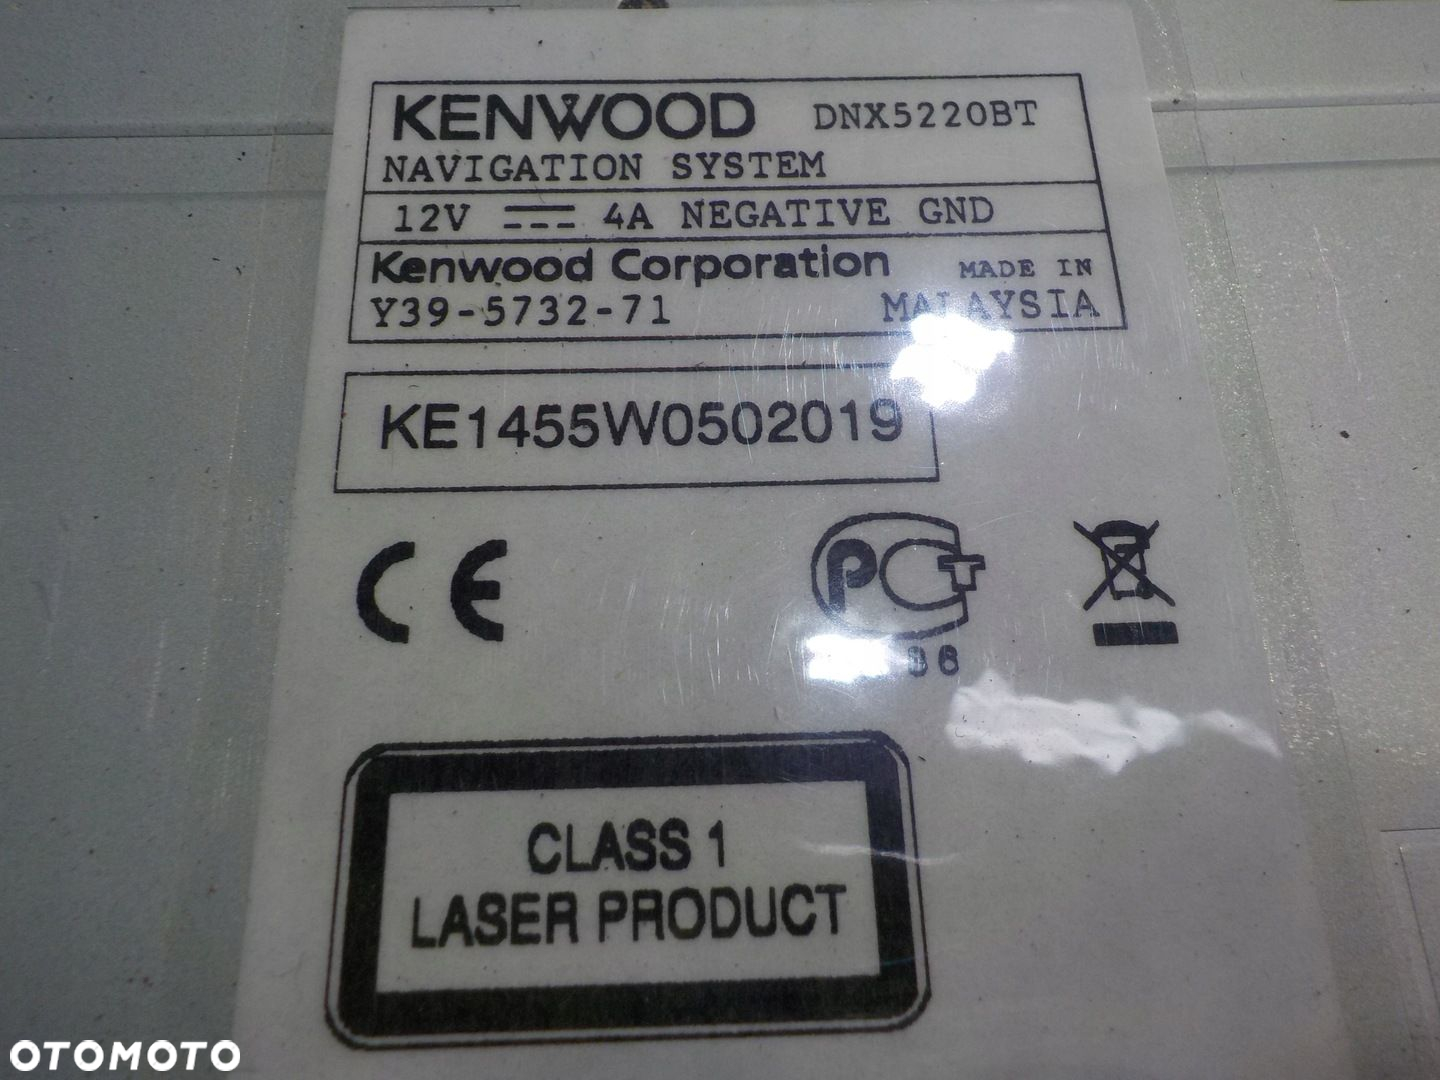 KENWOOD DNX5220BT
NAVIGATION SYSTEM
12V 4A NEGATIVE GND
Kenwood Corporation MADE IN
Y39-5732-71 MALAYSIA
KE1455W0502019
CE
PCT
CLASS 1
LASER PRODUCT
OTOMOTO